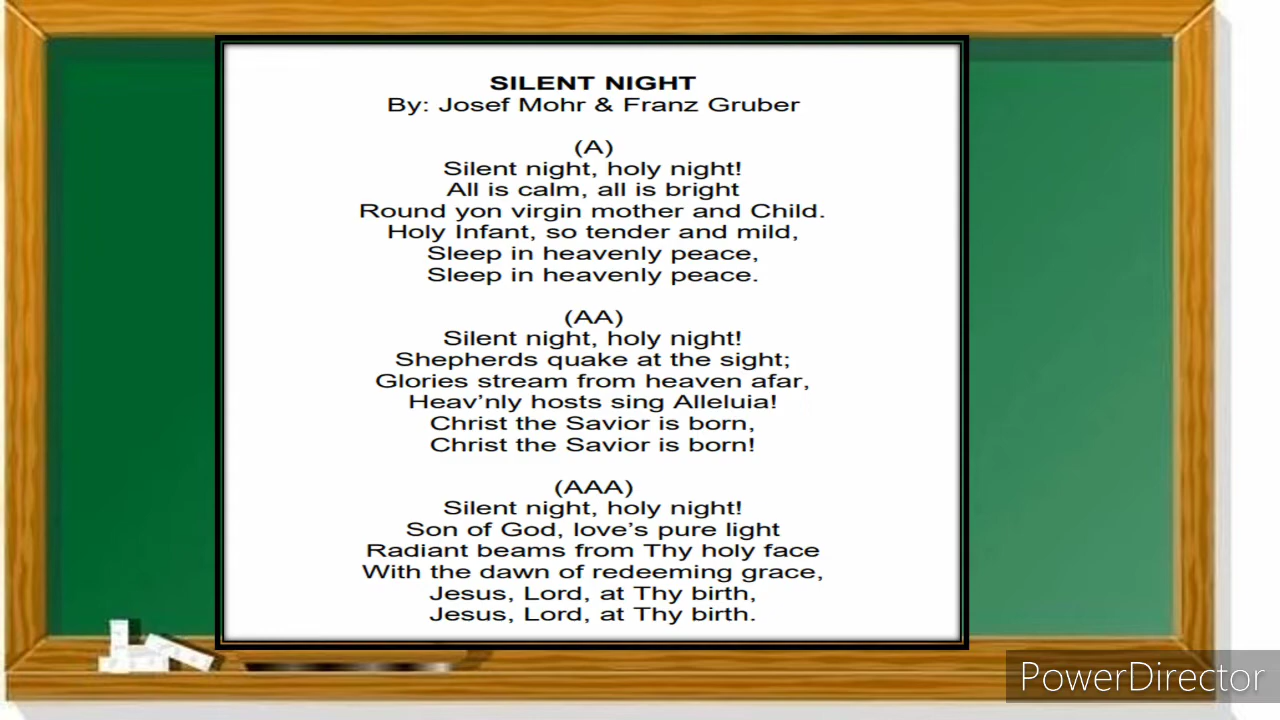 SILENT NIGHT
By: Josef Mohr & Franz Gruber
(A)
Silent night, holy night!
All is calm, all is bright
Round yon virgin mother and Child.
Holy Infant, so tender and mild,
Sleep in heavenly peace,
Sleep in heavenly peace.
(AA)
Silent night, holy night!
Shepherds quake at the sight;
Glories stream from heaven afar,
Heav’nly hosts sing Alleluia!
Christ the Savior is born,
Christ the Savior is born!
(AAA)
Silent night, holy night!
Son of God, love’s pure light
Radiant beams from Thy holy face
With the dawn of redeeming grace,
Jesus, Lord, at Thy birth,
Jesus, Lord, at Thy birth.
PowerDirector